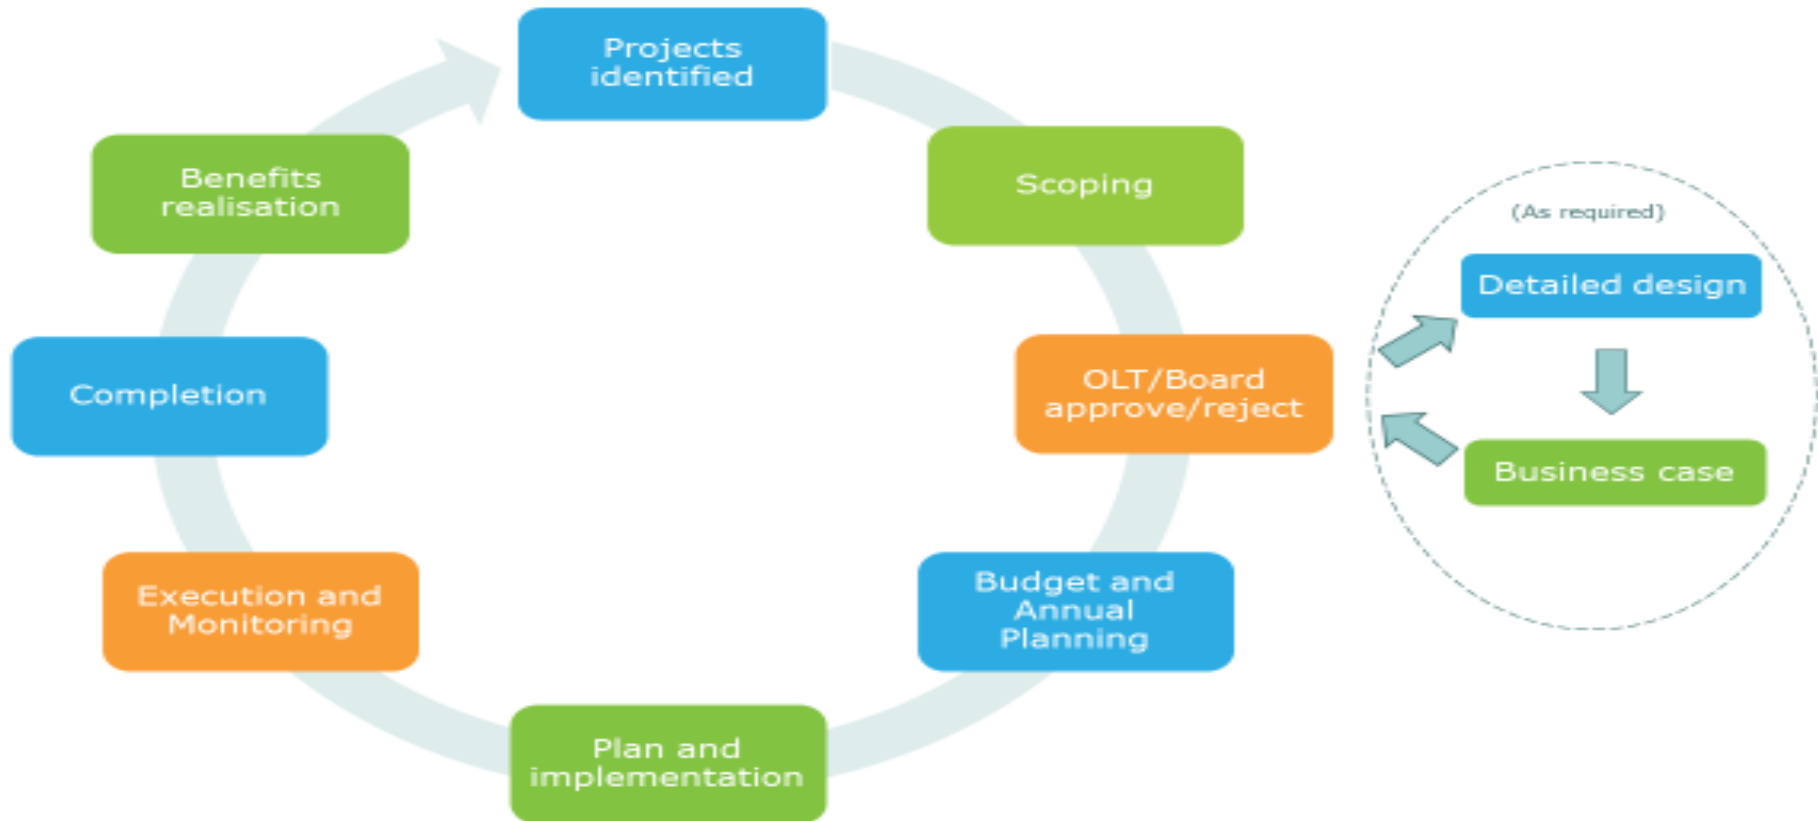 Projects
identified
Scoping
OLT/Board
approve/reject
(As required)
Detailed design
Business case
Budget and
Annual
Planning
Plan and
implementation
Execution and
Monitoring
Completion
Benefits
realisation